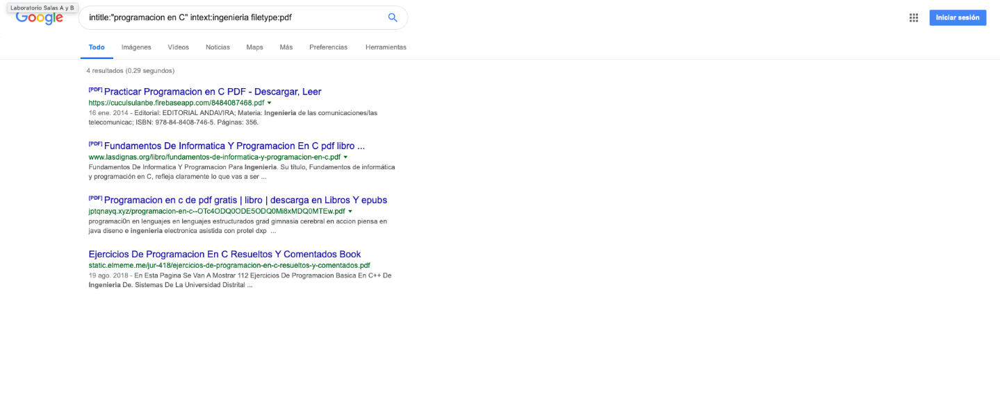 Laboratorio Salas A y B
Google
intitle:"programacion en C" intext:ingenieria filetype:pdf
Iniciar sesión
Todo Imágenes Vídeos Noticias Maps Más Preferencias Herramientas
4 resultados (0.29 segundos)
[PDF] Practicar Programacion en C PDF - Descargar, Leer
https://cuculsulanbe.firebaseapp.com/8484087468.pdf
16 ene. 2014 - Editorial: EDITORIAL ANDAVIRA; Materia: Ingenieria de las comunicaciones/las
telecomunicac; ISBN: 978-84-8408-746-5. Páginas: 356.
[PDF] Fundamentos De Informatica Y Programacion En C pdf libro ...
www.lasdignas.org/libro/fundamentos-de-informatica-y-programacion-en-c.pdf
Fundamentos De Informatica Y Programacion Para Ingenieria. Su título, Fundamentos de informática
y programación en C, refleja claramente lo que vas a ser ...
[PDF] Programacion en c de pdf gratis | libro | descarga en Libros Y epubs
jptqnayq.xyz/programacion-en-c--OTc4ODQ0ODE5ODQ0Mi8xMDQ0MTEw.pdf
programaci0n en lenguajes en lenguajes estructurados grad gimnasia cerebral en accion piensa en
java diseno e ingenieria electronica asistida con protel dxp ...
Ejercicios De Programacion En C Resueltos Y Comentados Book
static.elmeme.me/jur-418/ejercicios-de-programacion-en-c-resueltos-y-comentados.pdf
19 ago. 2018 - En Esta Pagina Se Van A Mostrar 112 Ejercicios De Programacion Basica En C++ De
Ingenieria De. Sistemas De La Universidad Distrital ...